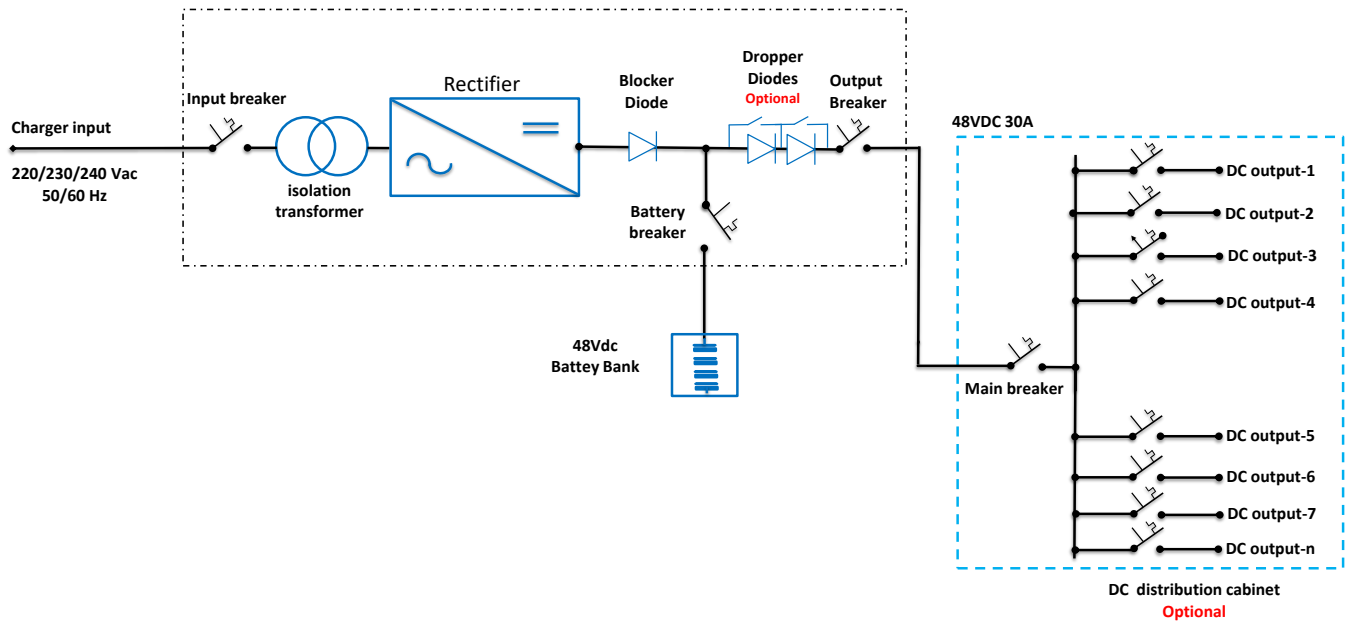 Charger input
220/230/240 Vac
50/60 Hz
Input breaker
isolation
transformer
Rectifier
Blocker
Diode
Dropper
Diodes
Optional
Output
Breaker
Battery
breaker
48Vdc
Battey Bank
48VDC 30A
Main breaker
DC output-1
DC output-2
DC output-3
DC output-4
DC output-5
DC output-6
DC output-7
DC output-n
DC distribution cabinet
Optional